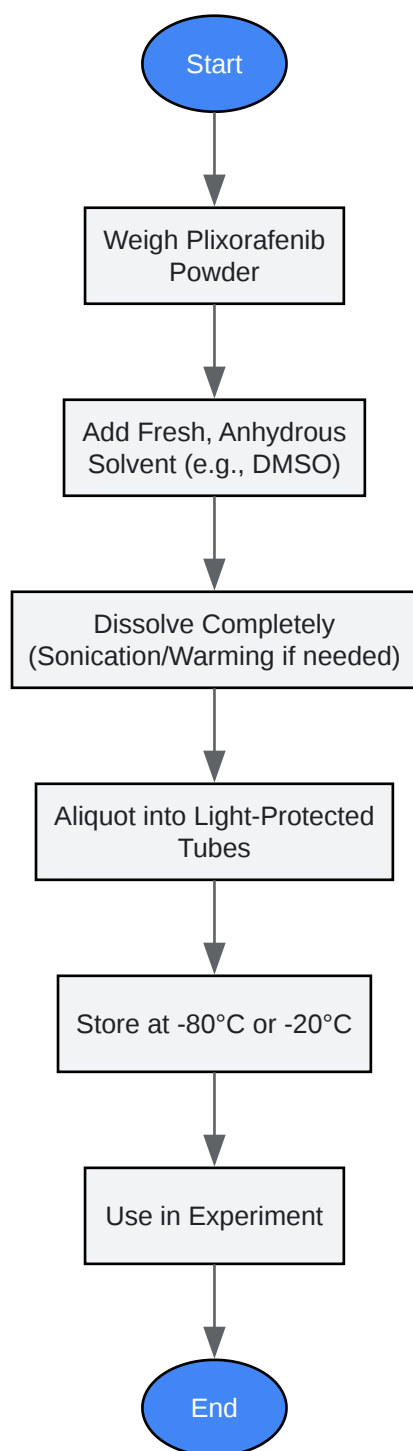 Start
Weigh Plixorafenib
Powder
Add Fresh, Anhydrous
Solvent (e.g., DMSO)
Dissolve Completely
(Sonication/Warming if needed)
Aliquot into Light-Protected
Tubes
Store at -80°C or -20°C
Use in Experiment
End